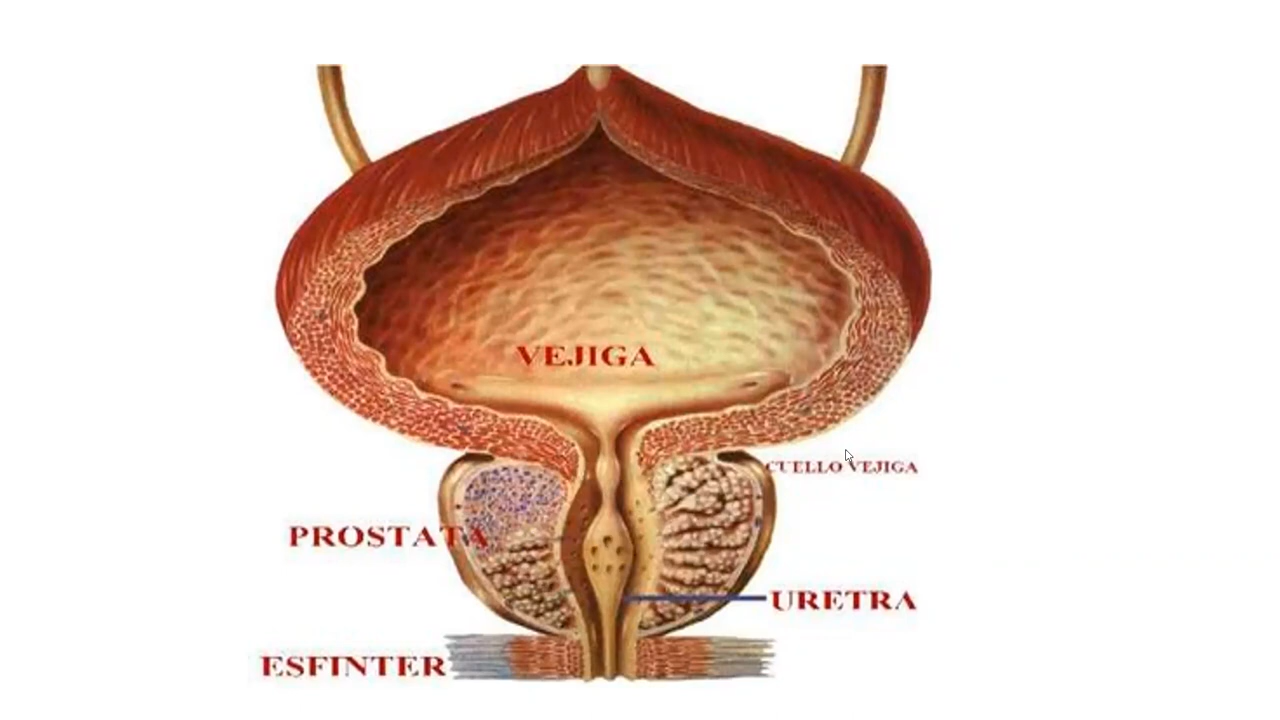 VEJIGA
CUELLO VEJIGA
PROSTATA
URETRA
ESFINTER